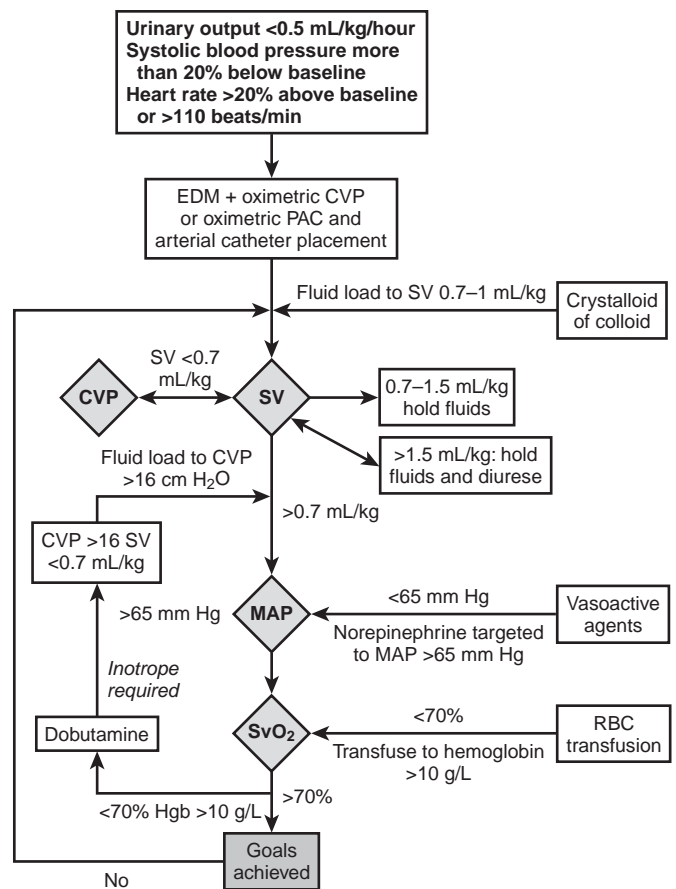 Urinary output <0.5 mL/kg/hour
Systolic blood pressure more
than 20% below baseline
Heart rate >20% above baseline
or >110 beats/min
EDM + oximetric CVP
or oximetric PAC and
arterial catheter placement
Fluid load to SV 0.7–1 mL/kg
Crystalloid
of colloid
SV <0.7
mL/kg
CVP
SV
0.7–1.5 mL/kg
hold fluids
>1.5 mL/kg: hold
fluids and diurese
Fluid load to CVP
>16 cm H₂O
>0.7 mL/kg
CVP >16 SV
<0.7 mL/kg
>65 mm Hg
MAP
<65 mm Hg
Norepinephrine targeted
to MAP >65 mm Hg
Vasoactive
agents
Inotrope
required
Dobutamine
SvO₂
<70%
Transfuse to hemoglobin
>10 g/L
RBC
transfusion
<70% Hgb >10 g/L
>70%
Goals
achieved
No